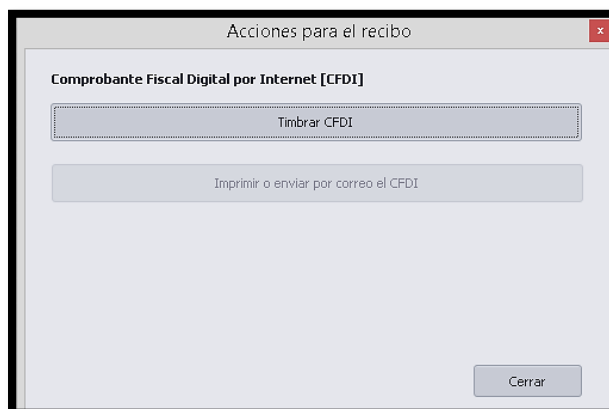 Acciones para el recibo
x
Comprobante Fiscal Digital por Internet [CFDI]
Timbrar CFDI
Imprimir o enviar por correo el CFDI
Cerrar